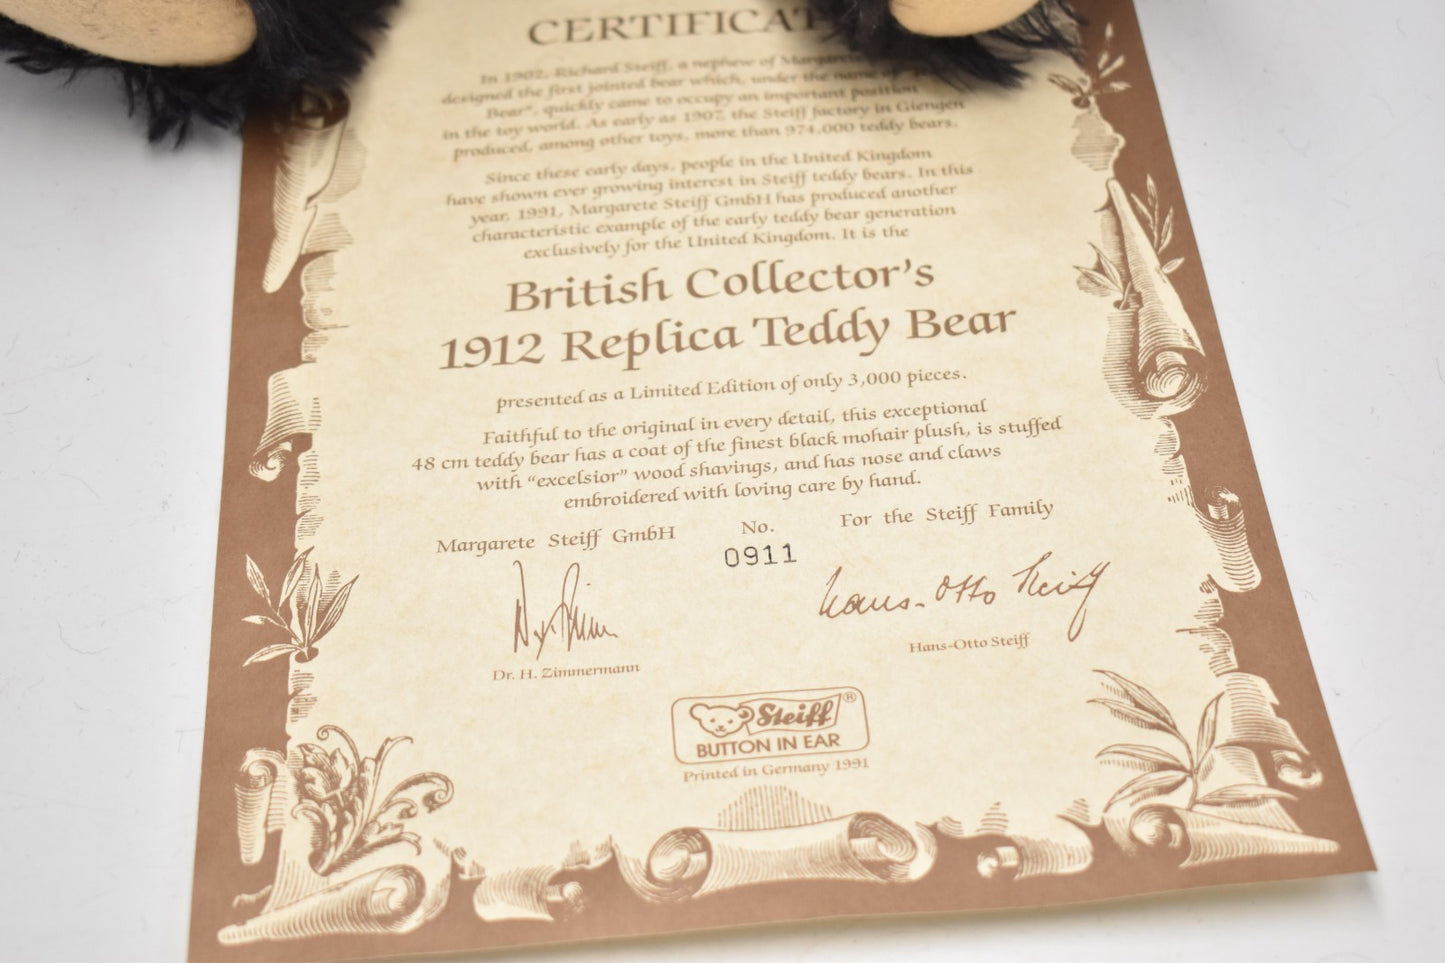 CERTIFICAT
In 1902, Richard Steiff, a nephew of Margarete
designed the first jointed bear which, under the name of
Bear", quickly came to occupy an important position
in the toy world. As early as 1907 the Steiff factory in Giengen
produced, among other toys, more than 974,000 teddy bears.
Since these early days, people in the United Kingdom
have shown ever growing interest in Steiff teddy bears. In this
year, 1991, Margarete Steiff GmbH has produced another
characteristic example of the early teddy bear generation
exclusively for the United Kingdom. It is the
British Collector's
1912 Replica Teddy Bear
presented as a Limited Edition of only 3,000 pieces.
Faithful to the original in every detail, this exceptional
48 cm teddy bear has a coat of the finest black mohair plush, is stuffed
with "excelsior" wood shavings, and has nose and claws
embroidered with loving care by hand.
Margarete Steiff GmbH No. For the Steiff Family
0911
Hans-Otto Steiff
Dr. H. Zimmermann Hans-Otto Steiff
Steiff®
BUTTON IN EAR
Printed in Germany 1991